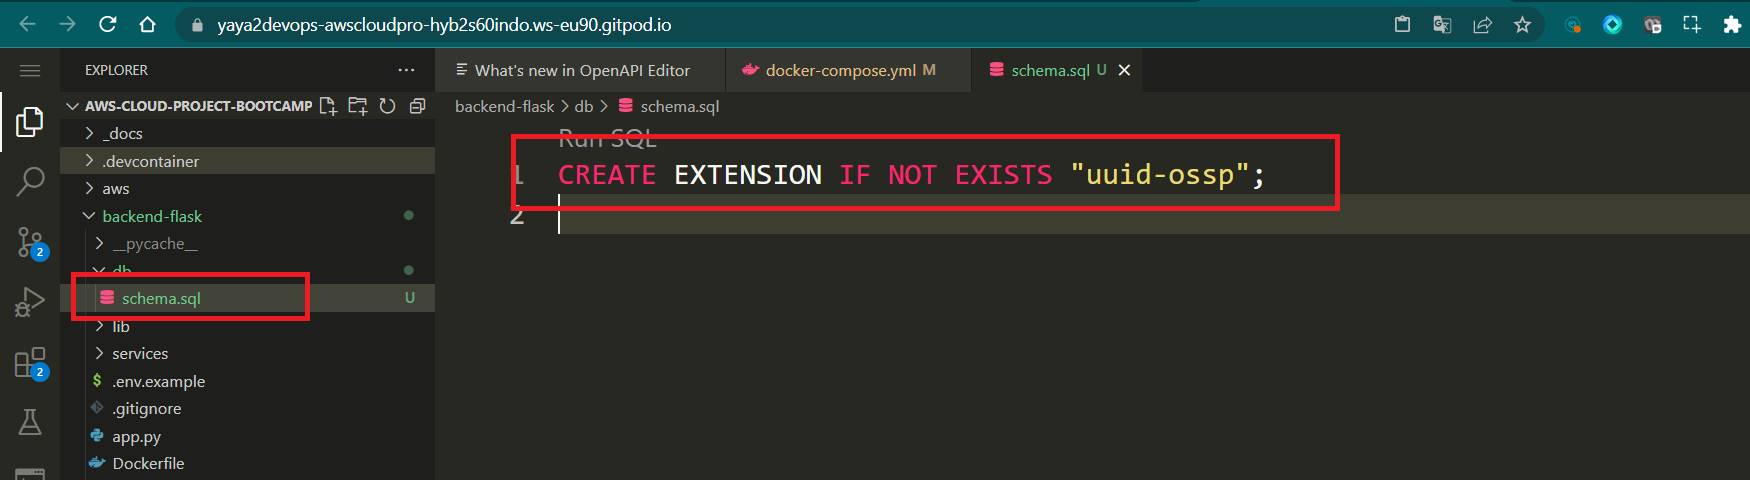 yaya2devops-awscloudpro-hyb2s60indo.ws-eu90.gitpod.io
EXPLORER
What's new in OpenAPI Editor
docker-compose.yml M
schema.sql U
AWS-CLOUD-PROJECT-BOOTCAMP
backend-flask > db > schema.sql
_docs
.devcontainer
aws
backend-flask
__pycache__
db
schema.sql U
lib
services
$ .env.example
.gitignore
app.py
Dockerfile
2
2
Run SQL
1 CREATE EXTENSION IF NOT EXISTS "uuid-ossp";
2